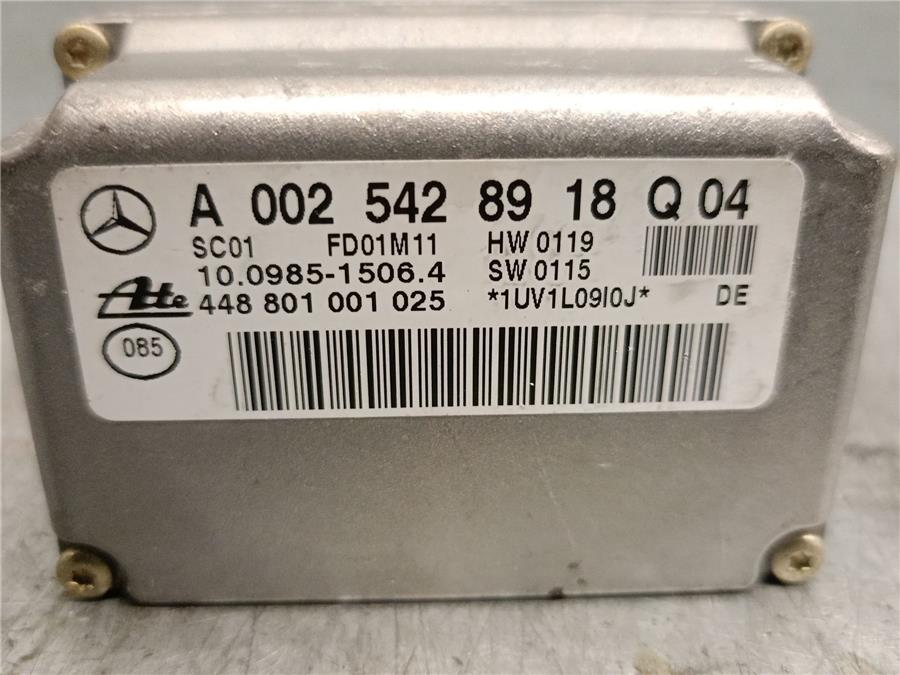 A 002 542 89 18 Q 04
SC01 FD01M11 HW 0119
10.0985-1506.4 SW 0115
Ate 448 801 001 025 *1UV1L09I0J* DE
085